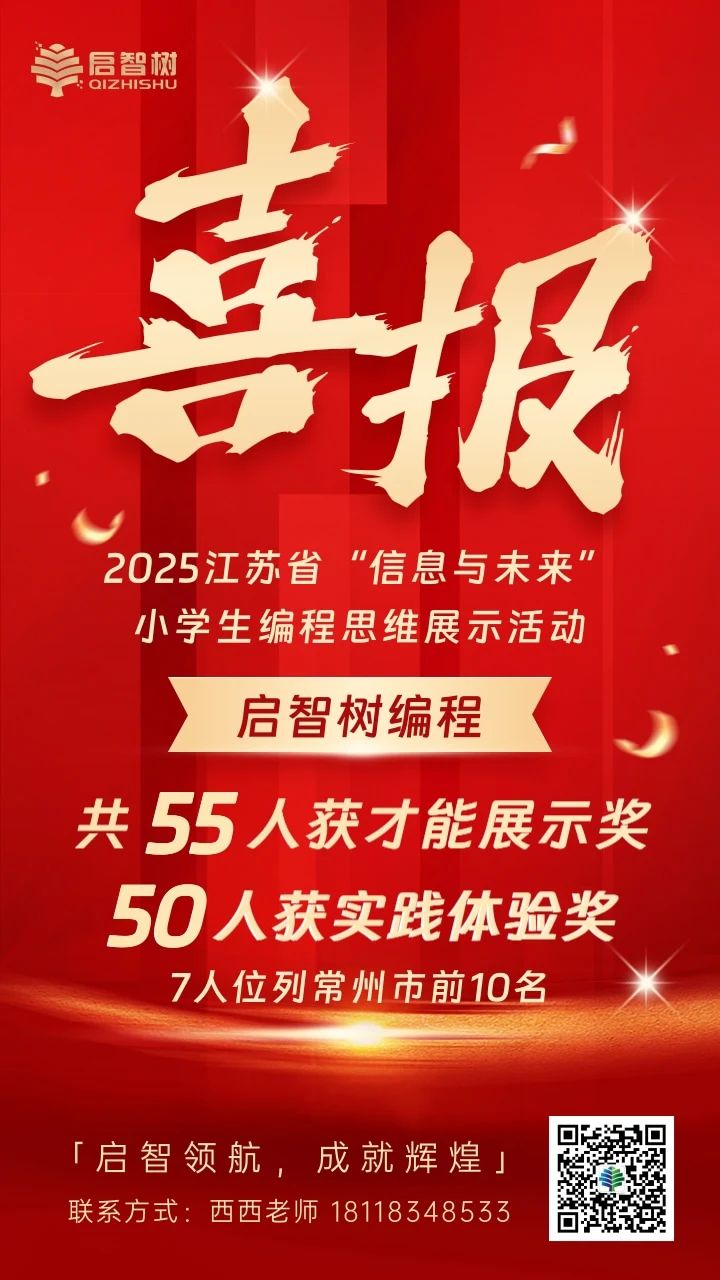 启智树
QIZHISHU
喜报
2025江苏省“信息与未来”
小学生编程思维展示活动
启智树编程
共55人获才能展示奖
50人获实践体验奖
7人位列常州市前10名
「启智领航，成就辉煌」
联系方式：西西老师 18118348533